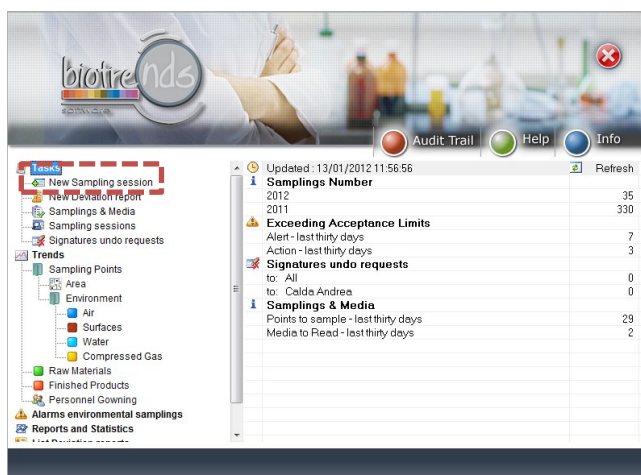 biotrends
software
Audit Trail
Help
Info
Tasks
New Sampling session
New Deviation report
Samplings & Media
Sampling sessions
Signatures undo requests
Trends
Sampling Points
Area
Environment
Air
Surfaces
Water
Compressed Gas
Raw Materials
Finished Products
Personnel Gowning
Alarms environmental samplings
Reports and Statistics
List Deviation reports
Updated : 13/01/2012 11:56:56 Refresh
Samplings Number
2012 35
2011 330
Exceeding Acceptance Limits
Alert - last thirty days 7
Action - last thirty days 3
Signatures undo requests
to: All 0
to: Calda Andrea 0
Samplings & Media
Points to sample - last thirty days 29
Media to Read - last thirty days 2